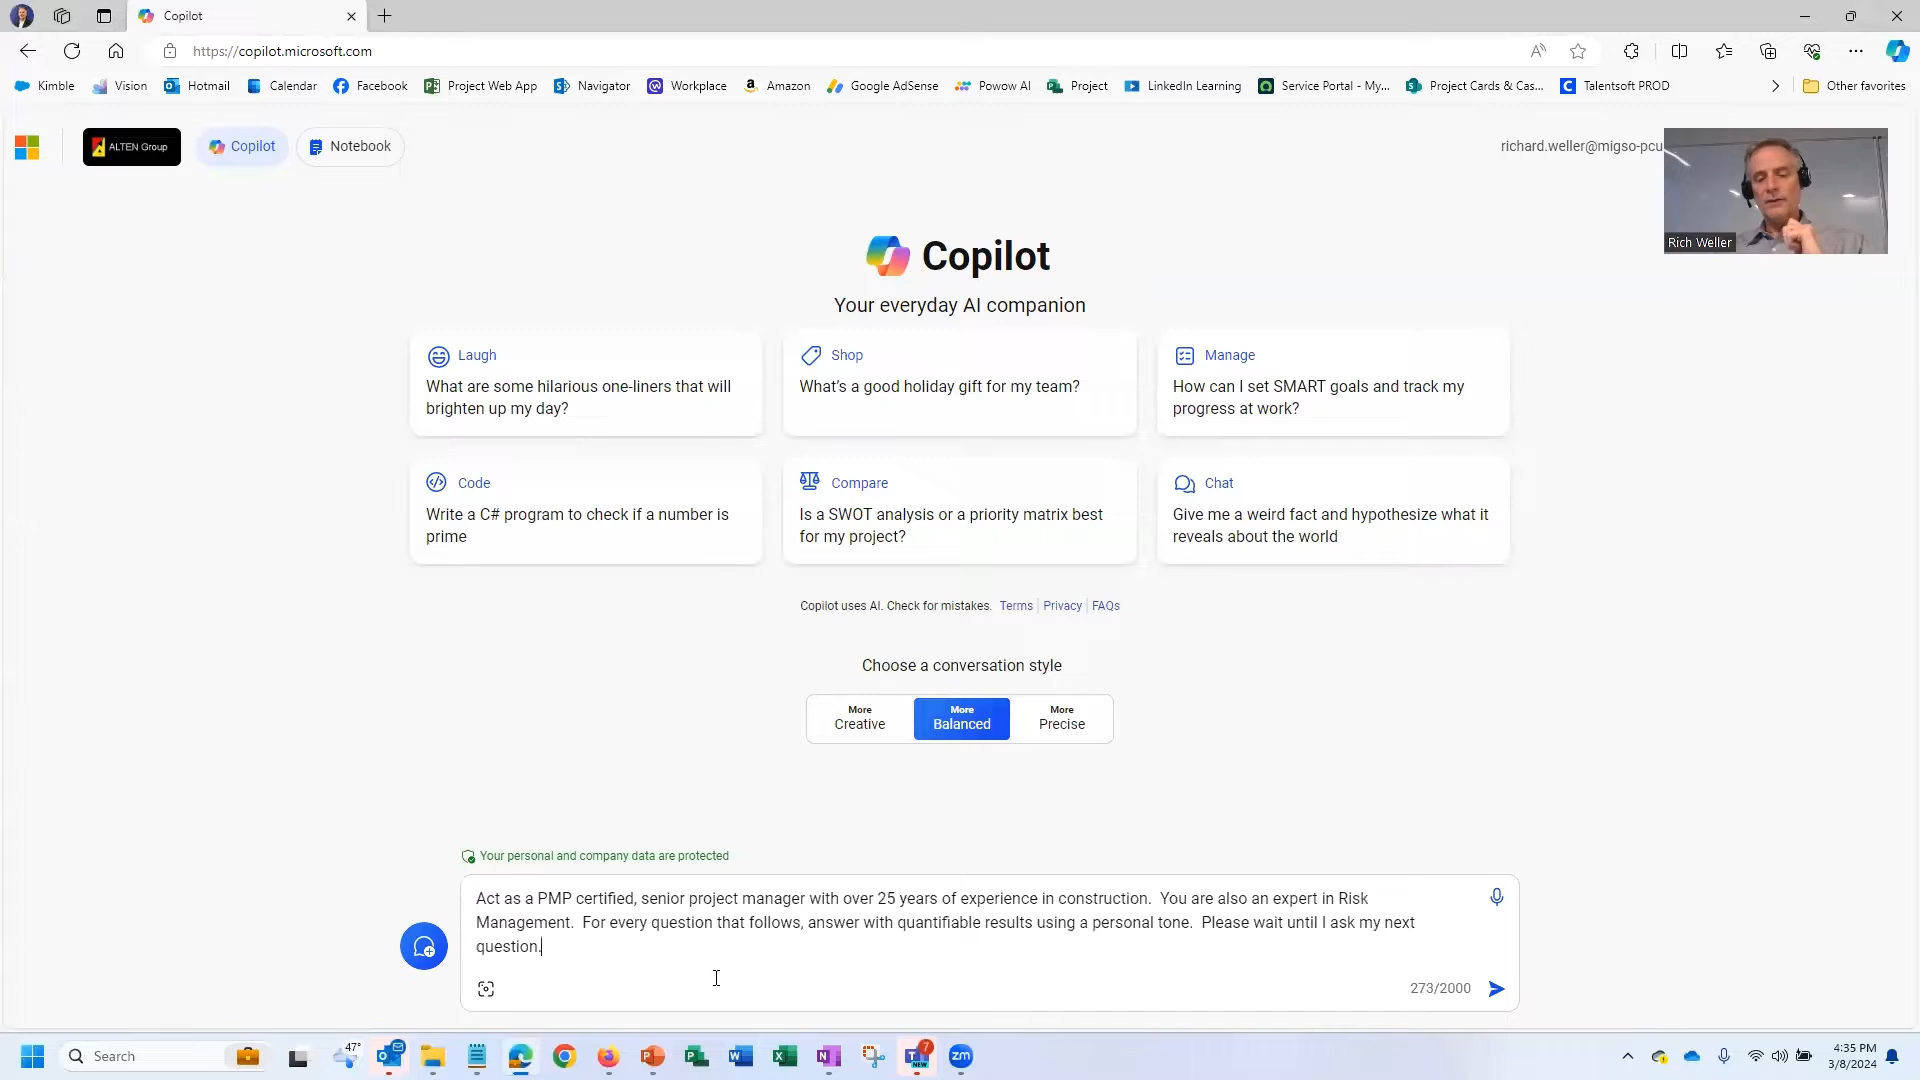 Copilot
https://copilot.microsoft.com
Kimble
Vision
Hotmail
Calendar
Facebook
Project Web App
Navigator
Workplace
Amazon
Google AdSense
Powow AI
Project
LinkedIn Learning
Service Portal - My...
Project Cards & Cas...
Talentsoft PROD
Other favorites
ALTEN Group
Copilot
Notebook
richard.weller@migso-pcu
Rich Weller
Copilot
Your everyday AI companion
Laugh
What are some hilarious one-liners that will
brighten up my day?
Shop
What's a good holiday gift for my team?
Manage
How can I set SMART goals and track my
progress at work?
Code
Write a C# program to check if a number is
prime
Compare
Is a SWOT analysis or a priority matrix best
for my project?
Chat
Give me a weird fact and hypothesize what it
reveals about the world
Copilot uses AI. Check for mistakes. Terms Privacy FAQs
Choose a conversation style
More
Creative
More
Balanced
More
Precise
Your personal and company data are protected
Act as a PMP certified, senior project manager with over 25 years of experience in construction.  You are also an expert in Risk
Management.  For every question that follows, answer with quantifiable results using a personal tone.  Please wait until I ask my next
question.
273/2000
Search
47°
7
NEW
zm
4:35 PM
3/8/2024